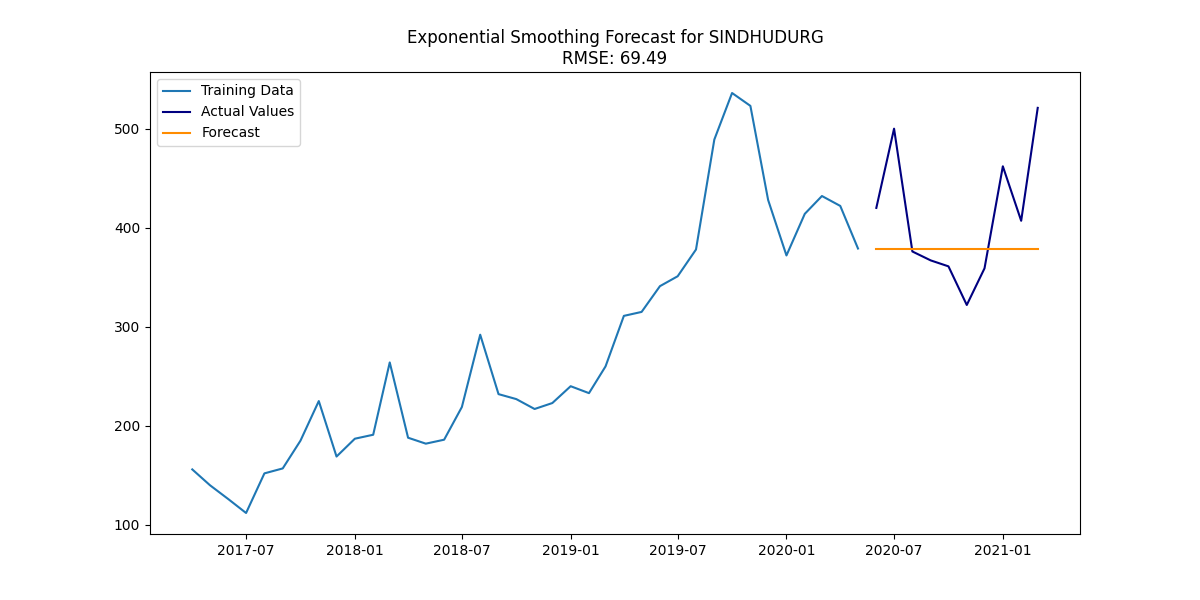 Exponential Smoothing Forecast for SINDHUDURG
RMSE: 69.49
Training Data
Actual Values
Forecast
500
400
300
200
100
2017-07
2018-01
2018-07
2019-01
2019-07
2020-01
2020-07
2021-01